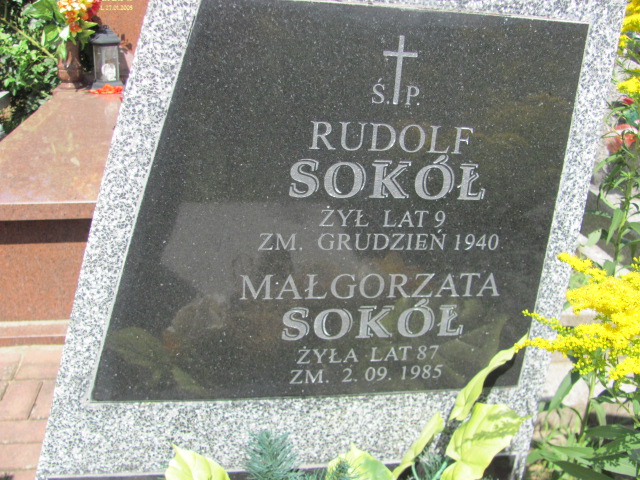 Ś.P.
RUDOLF
SOKÓŁ
ŻYŁ LAT 9
ZM. GRUDZIEŃ 1940
MAŁGORZATA
SOKÓŁ
ŻYŁA LAT 87
ZM. 2.09.1985